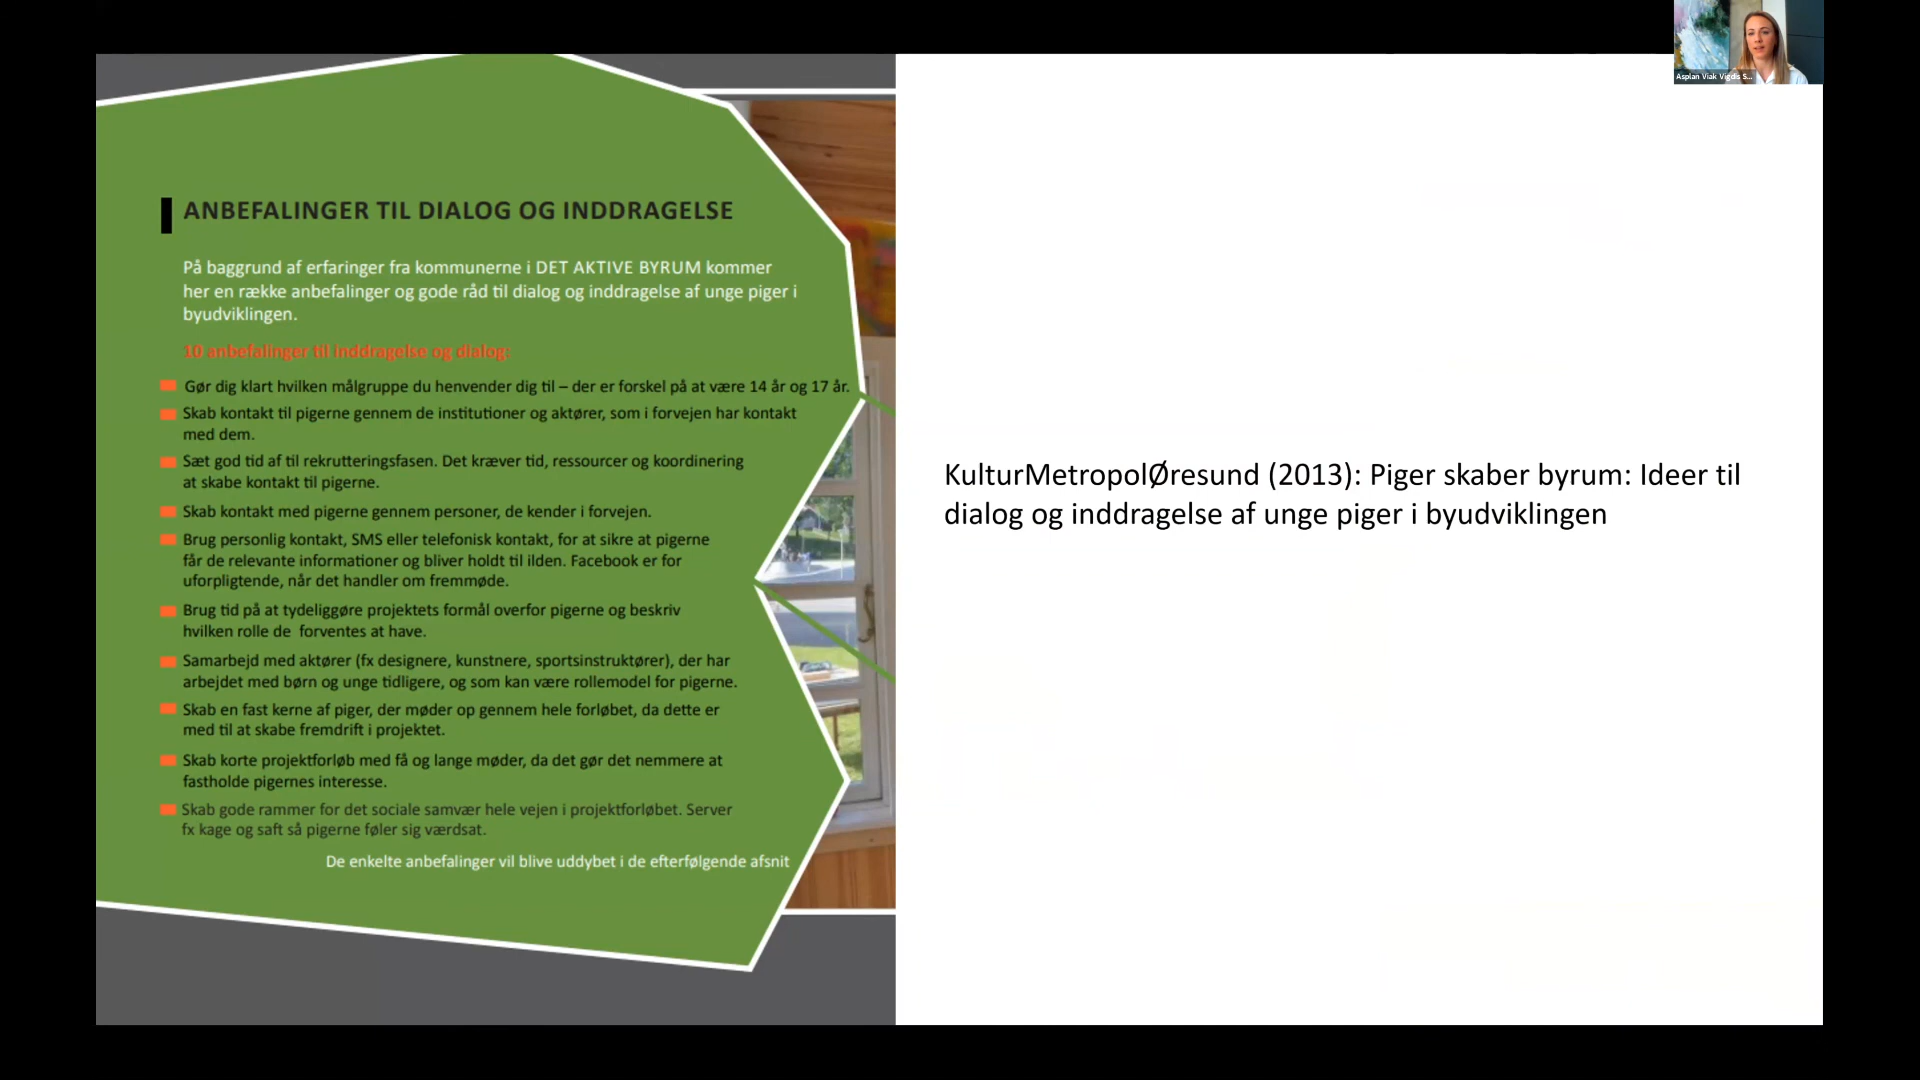 ANBEFALINGER TIL DIALOG OG INDDRAGELSE
På baggrund af erfaringer fra kommunerne i DET AKTIVE BYRUM kommer
her en række anbefalinger og gode råd til dialog og inddragelse af unge piger i
byudviklingen.
10 anbefalinger til inddragelse og dialog:
Gør dig klart hvilken målgruppe du henvender dig til – der er forskel på at være 14 år og 17 år.
Skab kontakt til pigerne gennem de institutioner og aktører, som i forvejen har kontakt
med dem.
Sæt god tid af til rekrutteringsfasen. Det kræver tid, ressourcer og koordinering
at skabe kontakt til pigerne.
Skab kontakt med pigerne gennem personer, de kender i forvejen.
Brug personlig kontakt, SMS eller telefonisk kontakt, for at sikre at pigerne
får de relevante informationer og bliver holdt til ilden. Facebook er for
uforpligtende, når det handler om fremmøde.
Brug tid på at tydeliggøre projektets formål overfor pigerne og beskriv
hvilken rolle de forventes at have.
Samarbejd med aktører (fx designere, kunstnere, sportsinstruktører), der har
arbejdet med børn og unge tidligere, og som kan være rollemodel for pigerne.
Skab en fast kerne af piger, der møder op gennem hele forløbet, da dette er
med til at skabe fremdrift i projektet.
Skab korte projektforløb med få og lange møder, da det gør det nemmere at
fastholde pigernes interesse.
Skab gode rammer for det sociale samvær hele vejen i projektforløbet. Server
fx kage og saft så pigerne føler sig værdsat.
De enkelte anbefalinger vil blive uddybet i de efterfølgende afsnit
KulturMetropolØresund (2013): Piger skaber byrum: Ideer til
dialog og inddragelse af unge piger i byudviklingen
Asplan Viak Vigdis S...